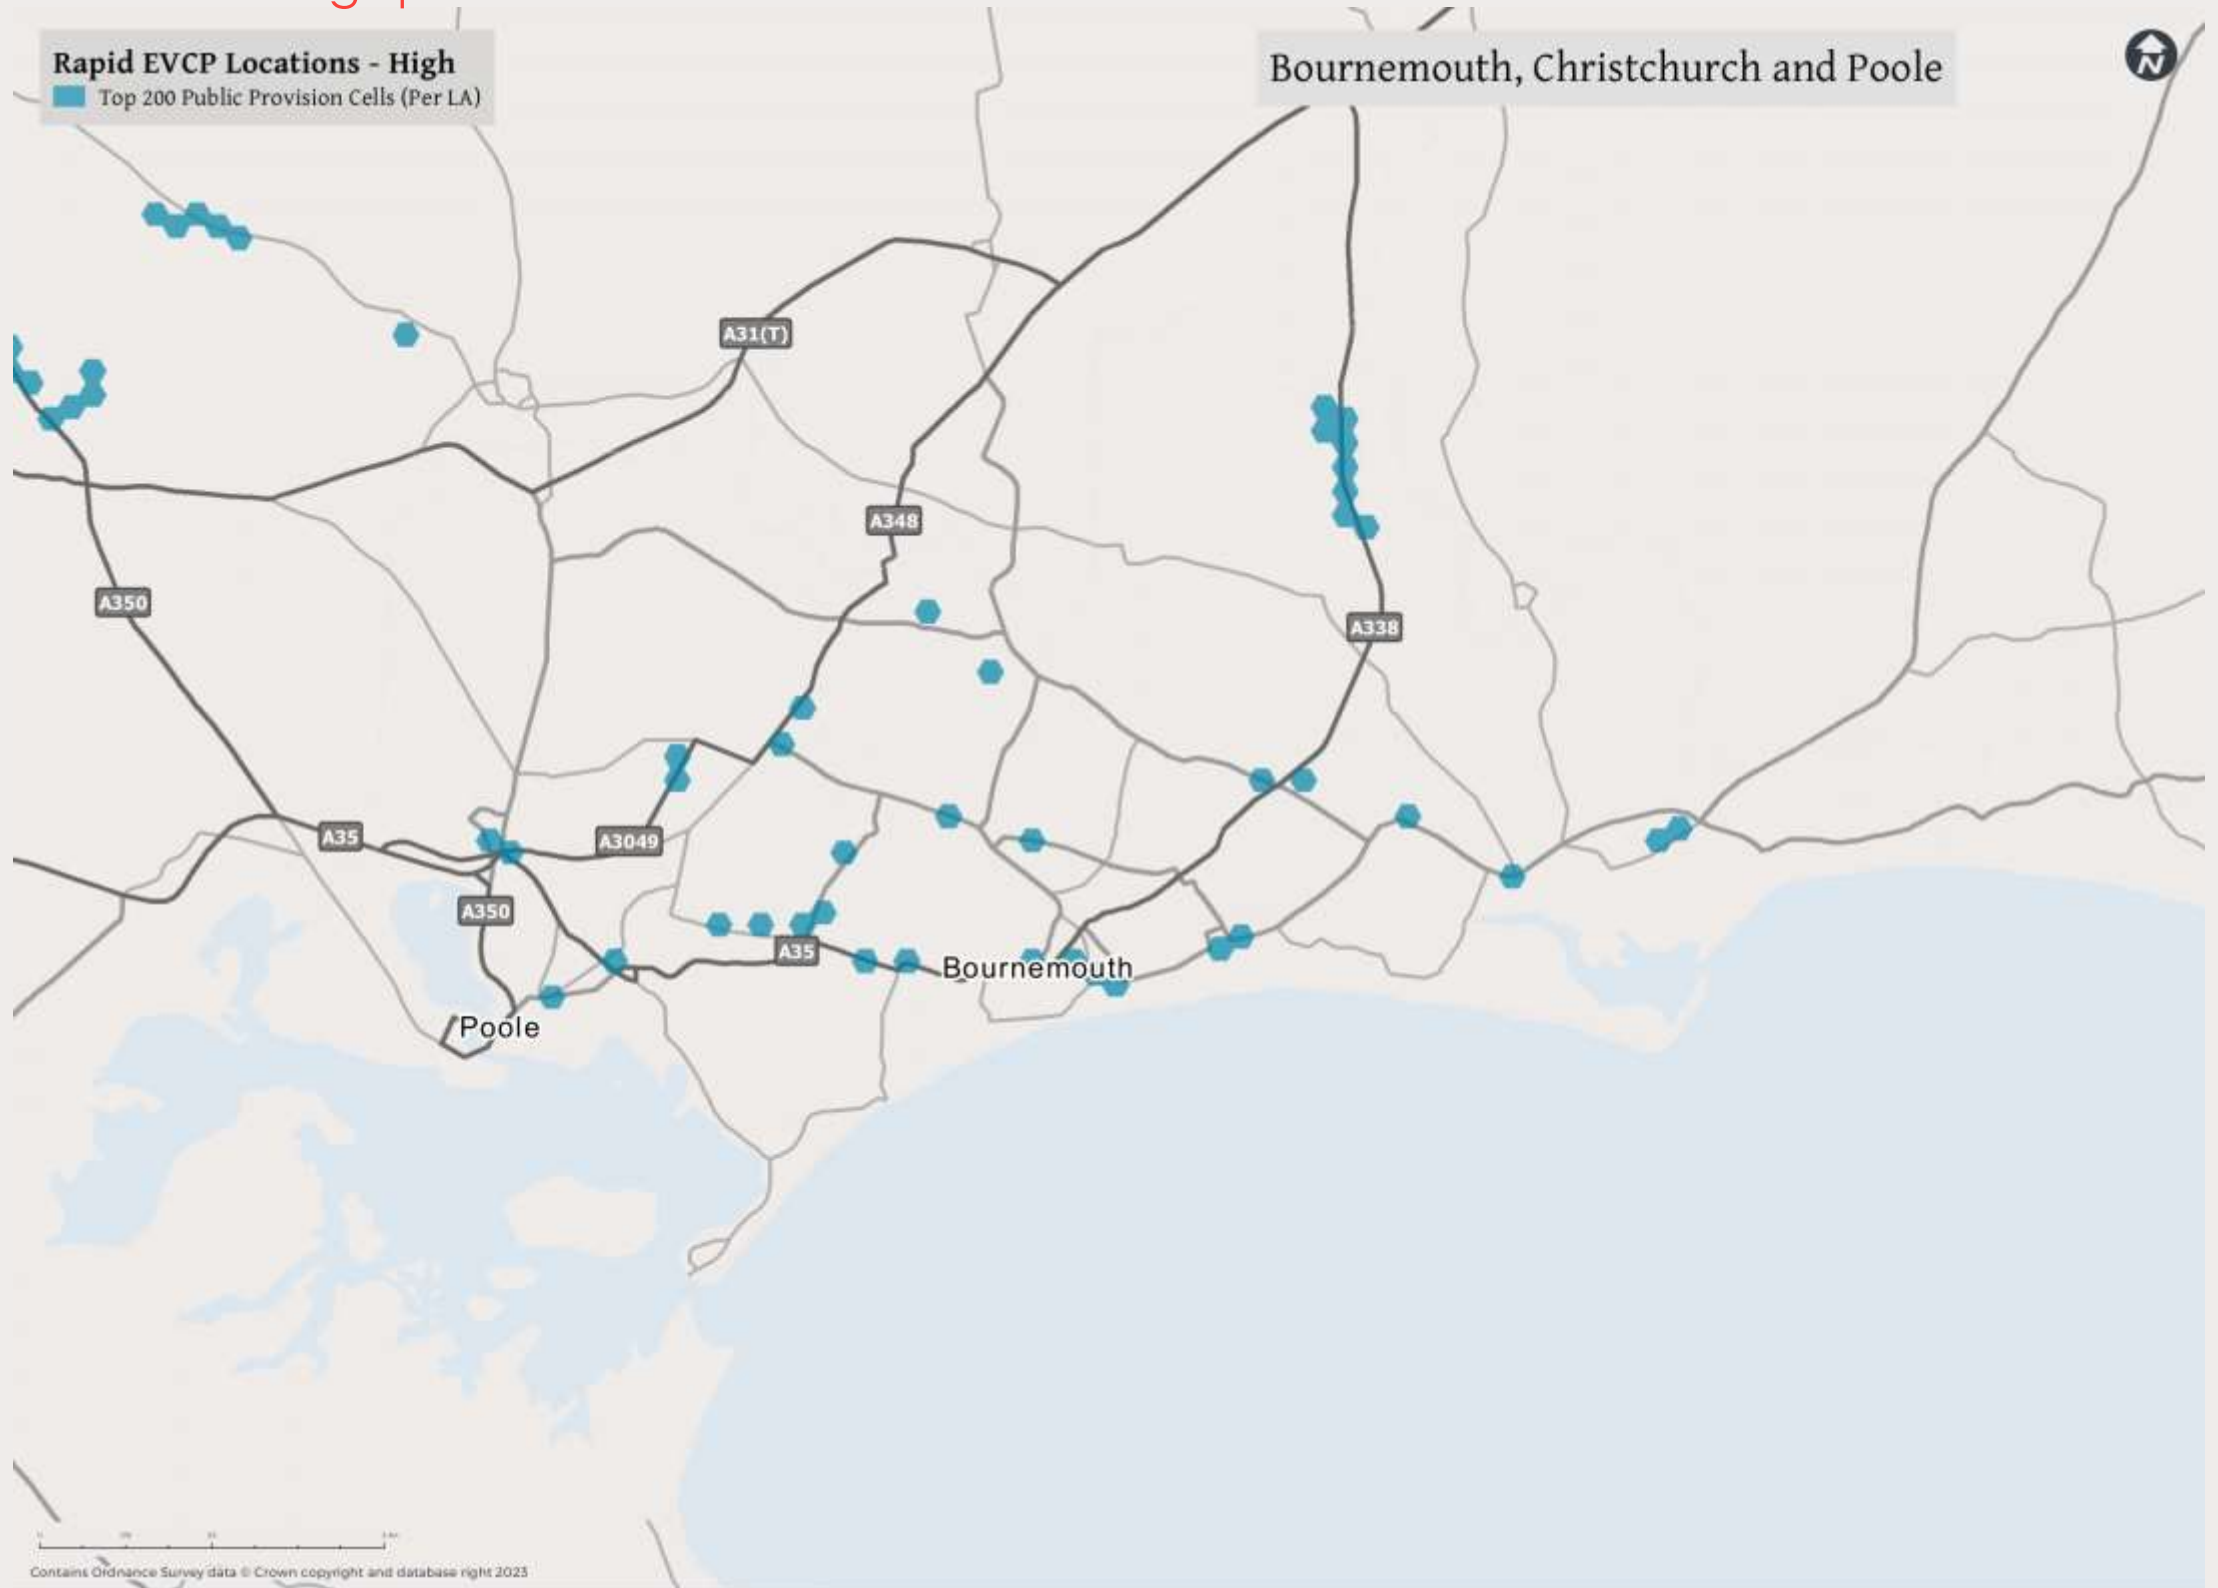 Rapid EVCP Locations - High
Top 200 Public Provision Cells (Per LA)
Bournemouth, Christchurch and Poole
N
A31(T)
A348
A350
A338
A35
A3049
A350
A35
Bournemouth
Poole
Contains Ordnance Survey data © Crown copyright and database right 2023